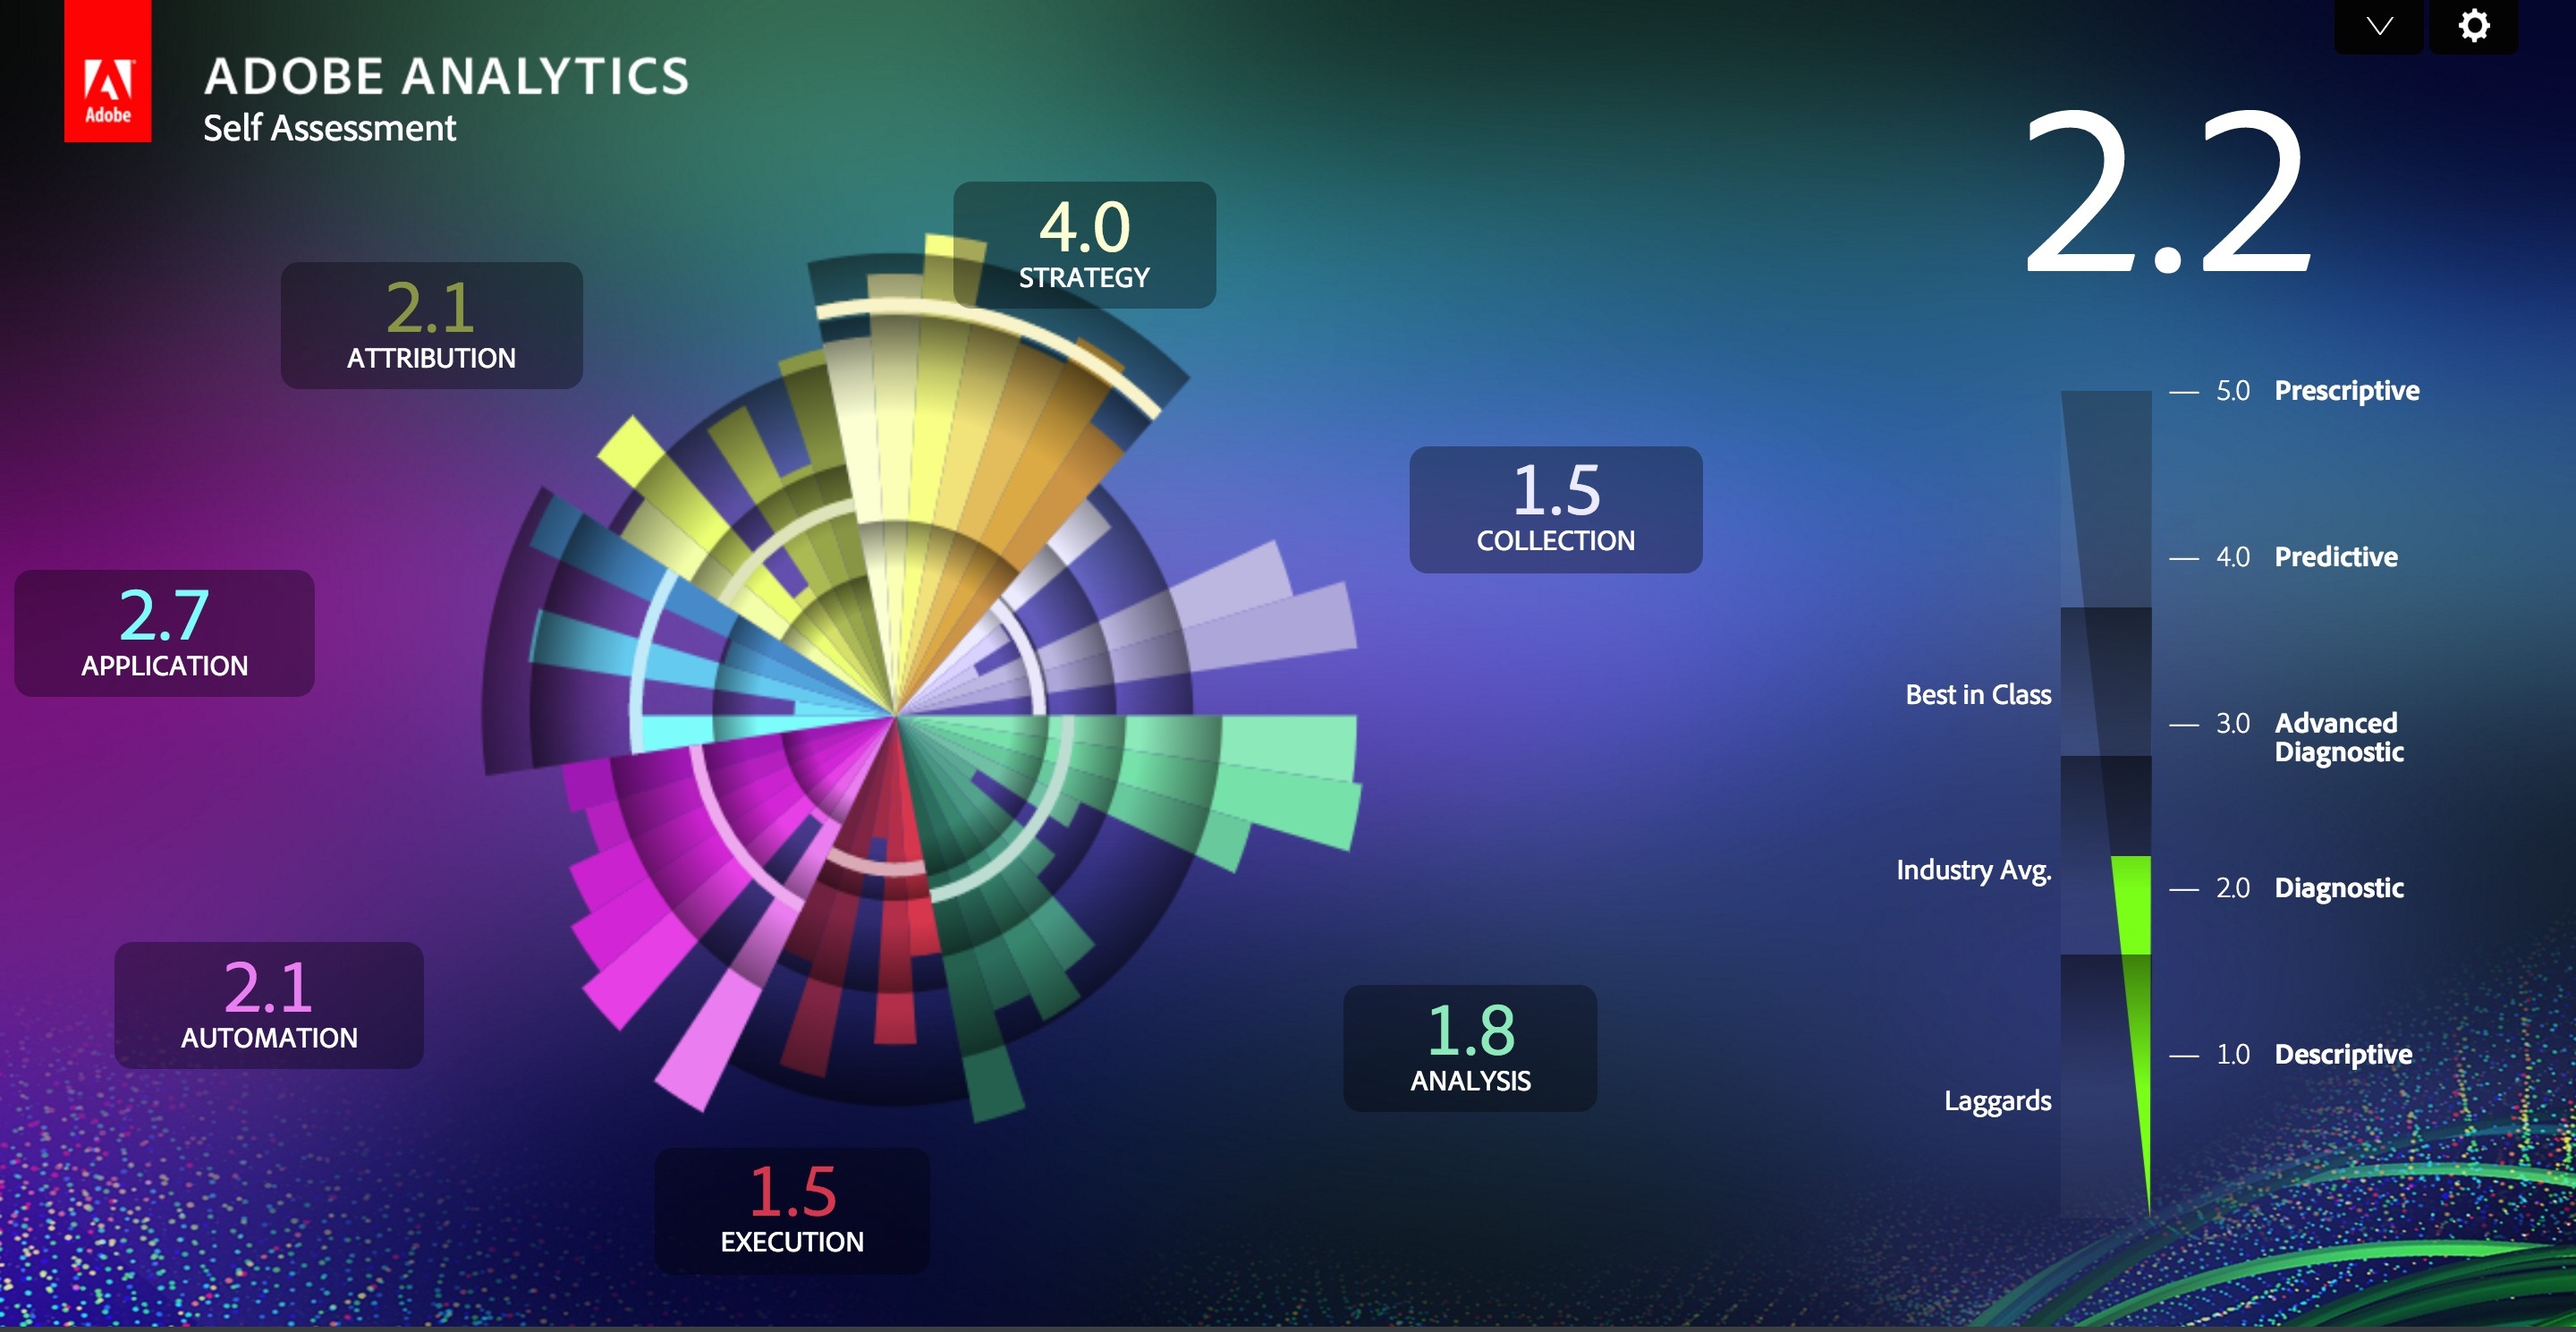 Adobe
ADOBE ANALYTICS
Self Assessment
2.2
4.0
STRATEGY
2.1
ATTRIBUTION
1.5
COLLECTION
2.7
APPLICATION
2.1
AUTOMATION
1.8
ANALYSIS
1.5
EXECUTION
5.0 Prescriptive
4.0 Predictive
Best in Class
3.0 Advanced
Diagnostic
Industry Avg.
2.0 Diagnostic
1.0 Descriptive
Laggards